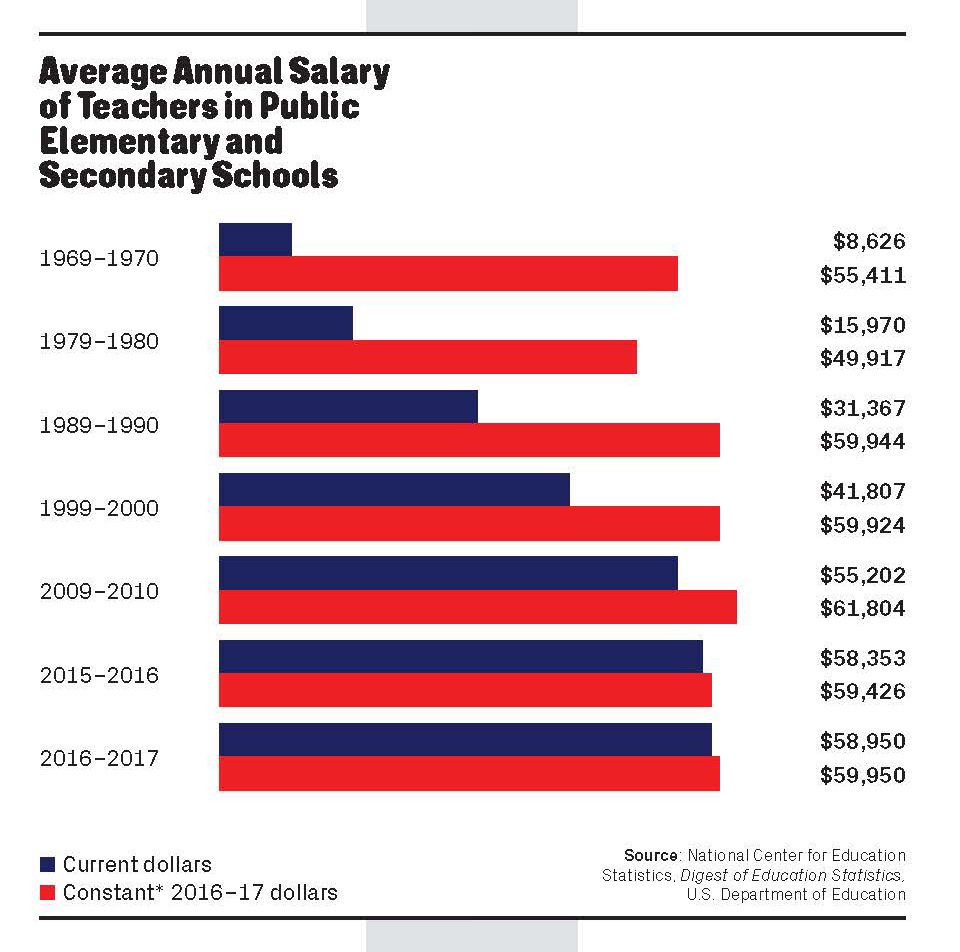 Average Annual Salary
of Teachers in Public
Elementary and
Secondary Schools
1969–1970
$8,626
$55,411
1979–1980
$15,970
$49,917
1989–1990
$31,367
$59,944
1999–2000
$41,807
$59,924
2009–2010
$55,202
$61,804
2015–2016
$58,353
$59,426
2016–2017
$58,950
$59,950
Current dollars
Constant* 2016–17 dollars
Source: National Center for Education
Statistics, Digest of Education Statistics,
U.S. Department of Education